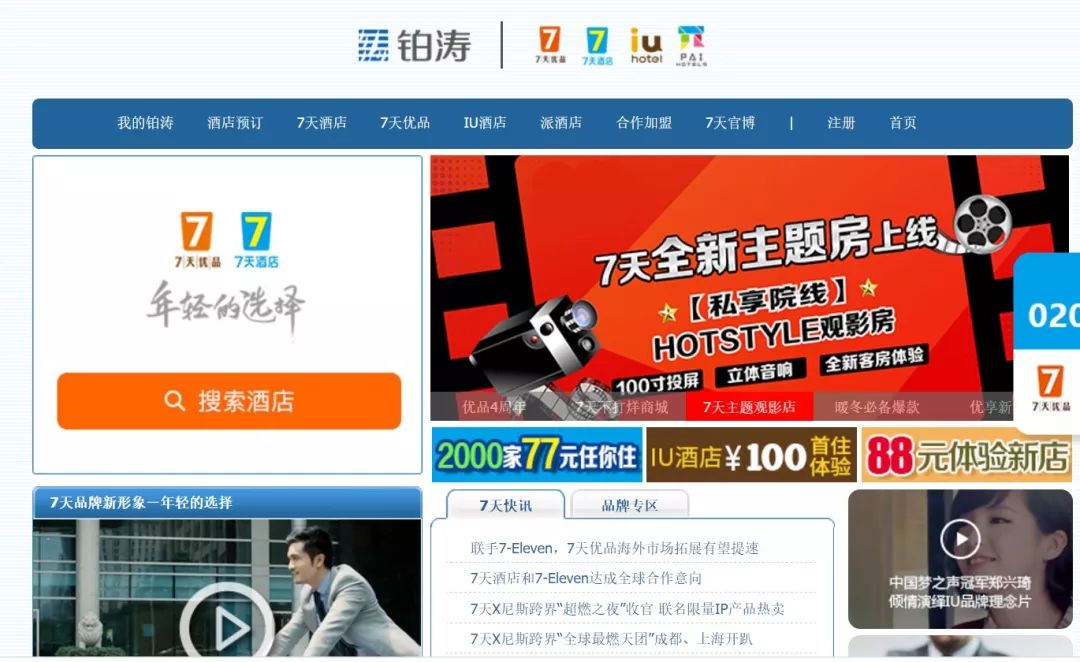 铂涛
7天优品
7天酒店
iu
hotel
PAI
HOTELS
我的铂涛 酒店预订 7天酒店 7天优品 IU酒店 派酒店 合作加盟 7天官博 | 注册 首页
7天优品 7天酒店
年轻的选择
搜索酒店
7天全新主题房上线
【私享院线】
HOTSTYLE观影房
100寸投屏 立体音响 全新客房体验
优品4周年 7天不打烊商城 7天主题观影店 暖冬必备爆款 优享新
020
7天优品
2000家77元任你住
IU酒店¥100首住体验
88元体验新店
7天品牌新形象—年轻的选择
7天快讯 品牌专区
联手7-Eleven，7天优品海外市场拓展有望提速
7天酒店和7-Eleven达成全球合作意向
7天X尼斯跨界“超燃之夜”收官 联名限量IP产品热卖
7天X尼斯跨界“全球最燃天团”成都、上海开趴
中国梦之声冠军郑兴琦
倾情演绎IU品牌理念片